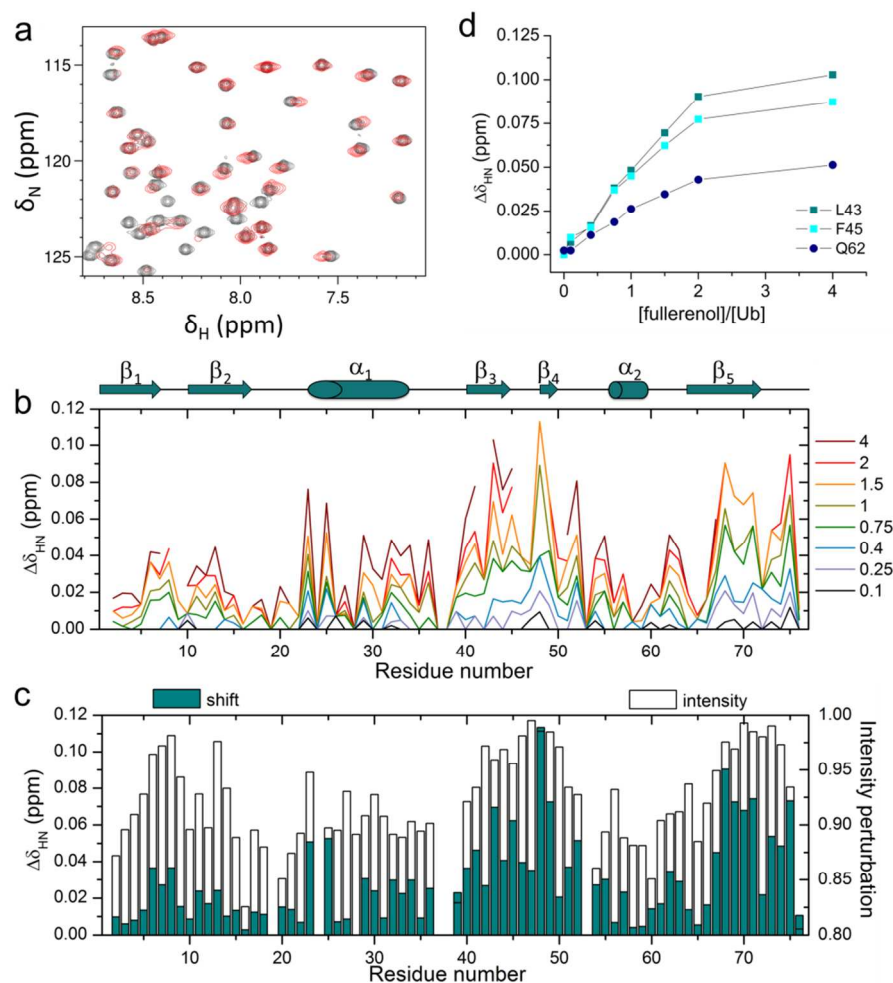 a
115
120
125
δN (ppm)
8.5 8.0 7.5
δH (ppm)
d
0.125
0.100
0.075
0.050
0.025
0.000
ΔδHN (ppm)
L43
F45
Q62
0 1 2 3 4
[fullerenol]/[Ub]
β1 β2 α1 β3 β4 α2 β5
b
0.12
0.10
0.08
0.06
0.04
0.02
0.00
ΔδHN (ppm)
10 20 30 40 50 60 70
Residue number
4
2
1.5
1
0.75
0.4
0.25
0.1
c
shift intensity
0.12
0.10
0.08
0.06
0.04
0.02
0.00
ΔδHN (ppm)
1.00
0.95
0.90
0.85
0.80
Intensity perturbation
10 20 30 40 50 60 70
Residue number